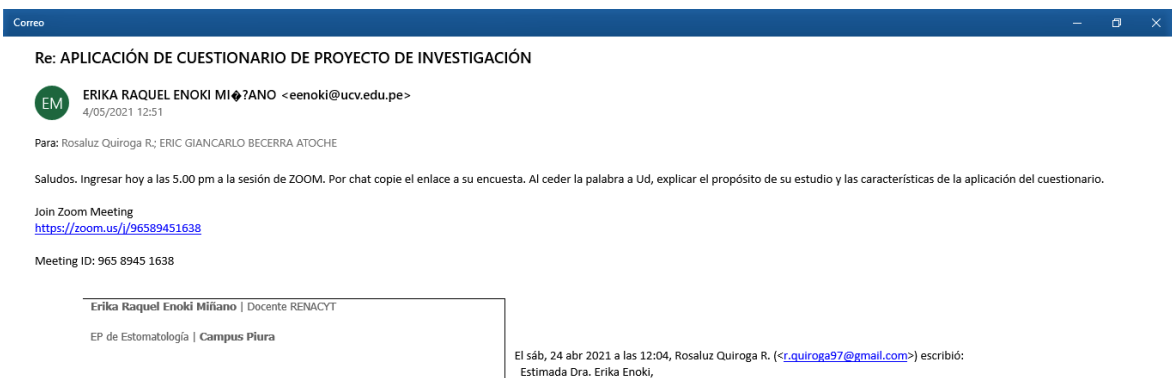 Correo
Re: APLICACIÓN DE CUESTIONARIO DE PROYECTO DE INVESTIGACIÓN
EM
ERIKA RAQUEL ENOKI MI�?ANO <eenoki@ucv.edu.pe>
4/05/2021 12:51
Para: Rosaluz Quiroga R.; ERIC GIANCARLO BECERRA ATOCHE
Saludos. Ingresar hoy a las 5.00 pm a la sesión de ZOOM. Por chat copie el enlace a su encuesta. Al ceder la palabra a Ud, explicar el propósito de su estudio y las características de la aplicación del cuestionario.
Join Zoom Meeting
https://zoom.us/j/96589451638
Meeting ID: 965 8945 1638
Erika Raquel Enoki Miñano | Docente RENACYT
EP de Estomatología | Campus Piura
El sáb, 24 abr 2021 a las 12:04, Rosaluz Quiroga R. (<r.quiroga97@gmail.com>) escribió:
Estimada Dra. Erika Enoki,